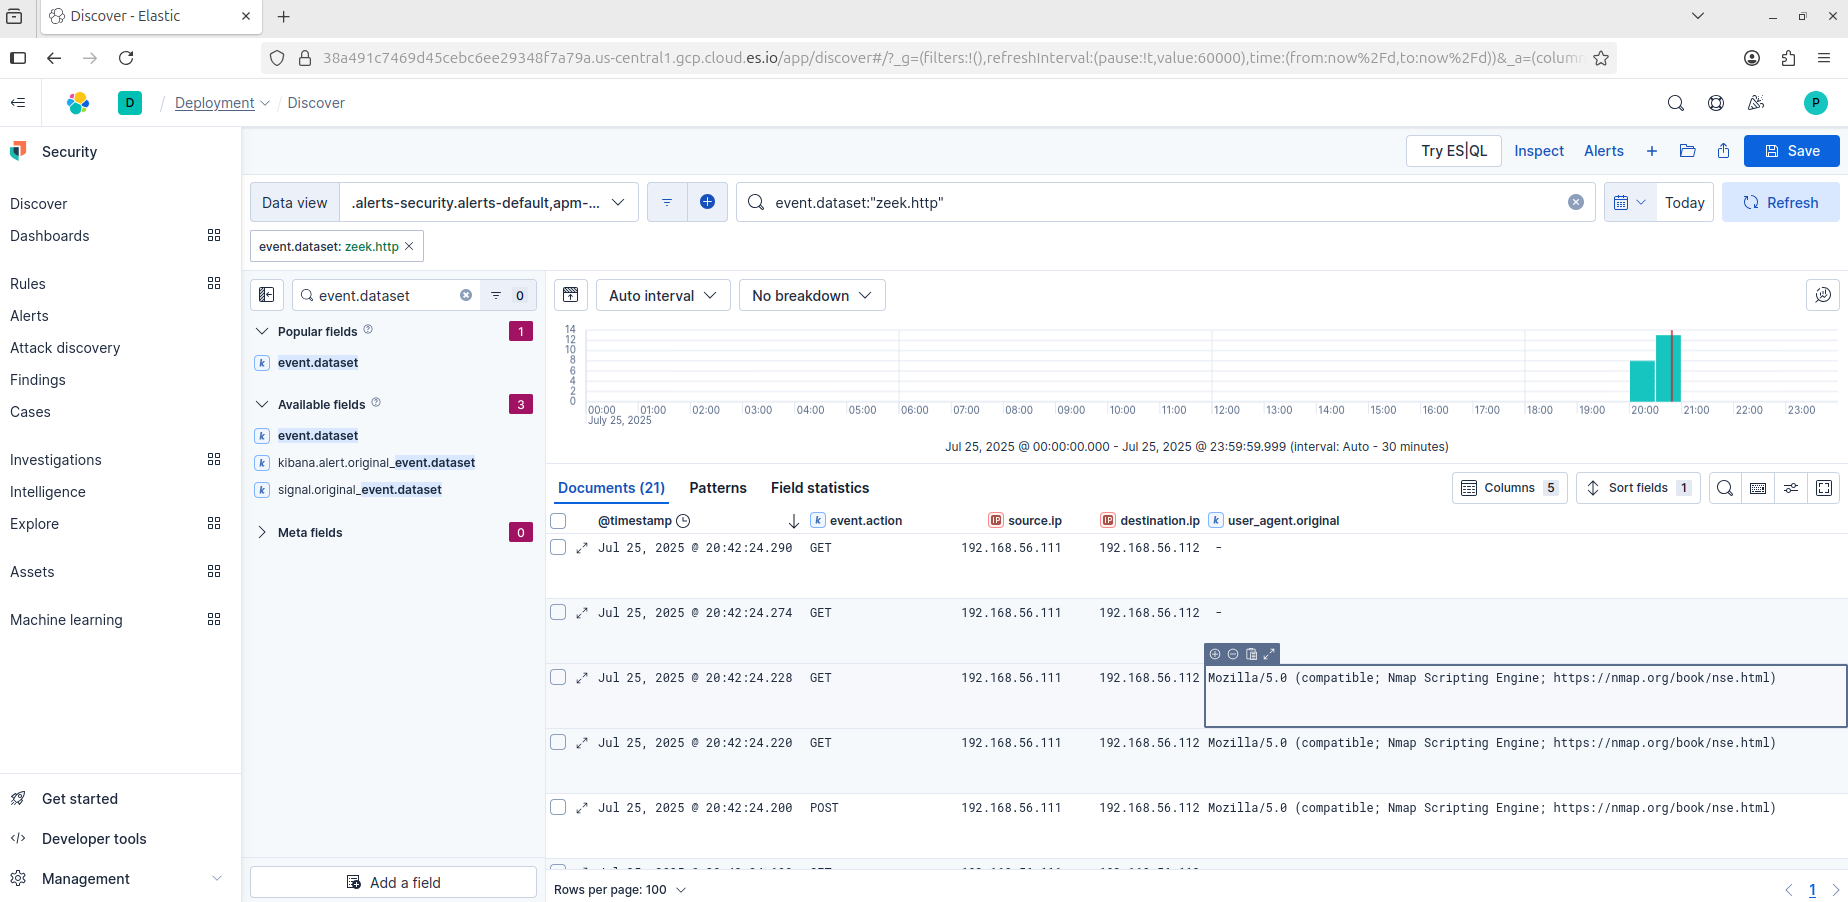 Discover - Elastic
38a491c7469d45cebc6ee29348f7a79a.us-central1.gcp.cloud.es.io/app/discover#/?_g=(filters:!(),refreshInterval:(pause:!t,value:60000),time:(from:now%2Fd,to:now%2Fd))&_a=(column
D / Deployment / Discover P
Security
Try ES|QL Inspect Alerts Save
Discover
Dashboards
Rules
Alerts
Attack discovery
Findings
Cases
Investigations
Intelligence
Explore
Assets
Machine learning
Get started
Developer tools
Management
Data view .alerts-security.alerts-default,apm-... event.dataset:"zeek.http" Today Refresh
event.dataset: zeek.http
event.dataset 0
Popular fields 1
k event.dataset
Available fields 3
k event.dataset
k kibana.alert.original_event.dataset
k signal.original_event.dataset
Meta fields 0
Add a field
Auto interval No breakdown
14
12
10
8
6
4
2
0
00:00 01:00 02:00 03:00 04:00 05:00 06:00 07:00 08:00 09:00 10:00 11:00 12:00 13:00 14:00 15:00 16:00 17:00 18:00 19:00 20:00 21:00 22:00 23:00
July 25, 2025
Jul 25, 2025 @ 00:00:00.000 - Jul 25, 2025 @ 23:59:59.999 (interval: Auto - 30 minutes)
Documents (21) Patterns Field statistics Columns 5 Sort fields 1
@timestamp k event.action IP source.ip IP destination.ip k user_agent.original
Jul 25, 2025 @ 20:42:24.290 GET 192.168.56.111 192.168.56.112 -
Jul 25, 2025 @ 20:42:24.274 GET 192.168.56.111 192.168.56.112 -
Jul 25, 2025 @ 20:42:24.228 GET 192.168.56.111 192.168.56.112 Mozilla/5.0 (compatible; Nmap Scripting Engine; https://nmap.org/book/nse.html)
Jul 25, 2025 @ 20:42:24.220 GET 192.168.56.111 192.168.56.112 Mozilla/5.0 (compatible; Nmap Scripting Engine; https://nmap.org/book/nse.html)
Jul 25, 2025 @ 20:42:24.200 POST 192.168.56.111 192.168.56.112 Mozilla/5.0 (compatible; Nmap Scripting Engine; https://nmap.org/book/nse.html)
Rows per page: 100 1